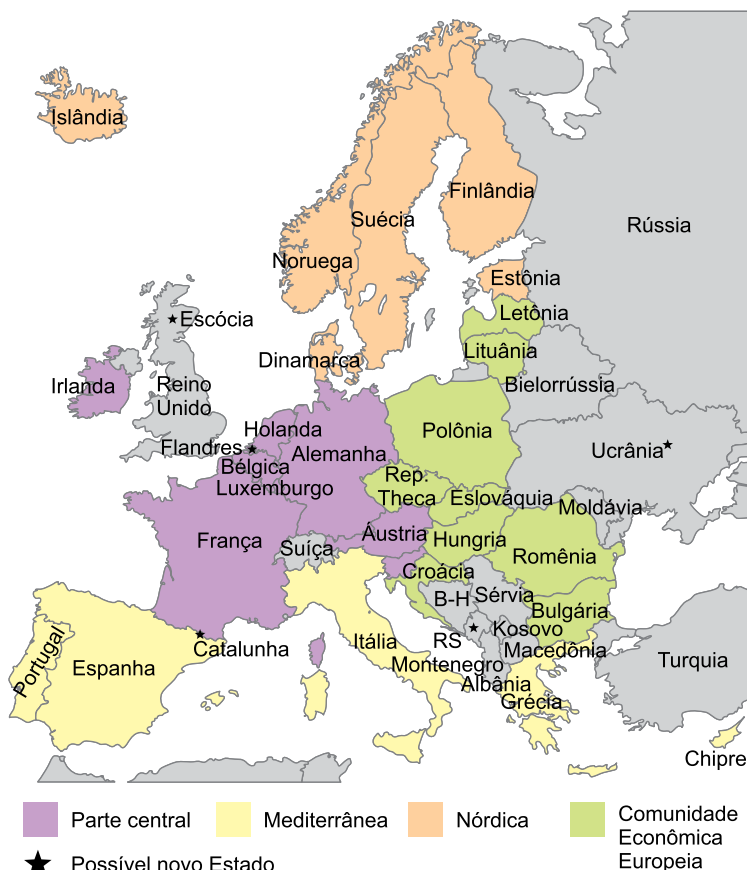 Islândia
Finlândia
Suécia
Rússia
Noruega
Estônia
Letônia
Escócia
Lituânia
Dinamarca
Irlanda
Reino
Unido
Bielorrússia
Holanda
Polônia
Flandres
Alemanha
Ucrânia
Bélgica
Rep.
Theca
Luxemburgo
Eslováquia
Moldávia
Áustria
França
Hungria
Suíça
Romênia
Croácia
B-H
Sérvia
Bulgária
Kosovo
Itália
RS
Catalunha
Macedônia
Portugal
Espanha
Montenegro
Turquia
Albânia
Grécia
Chipre
Parte central
Mediterrânea
Nórdica
Comunidade
Econômica
Europeia
Possível novo Estado